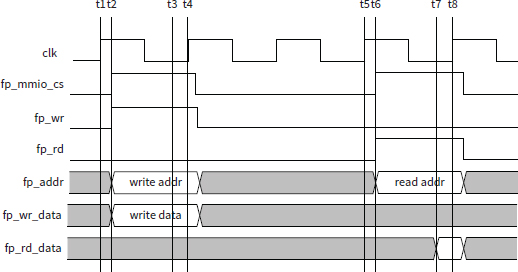 t1 t2 t3 t4 t5 t6 t7 t8
clk
fp_mmio_cs
fp_wr
fp_rd
fp_addr write addr read addr
fp_wr_data write data
fp_rd_data